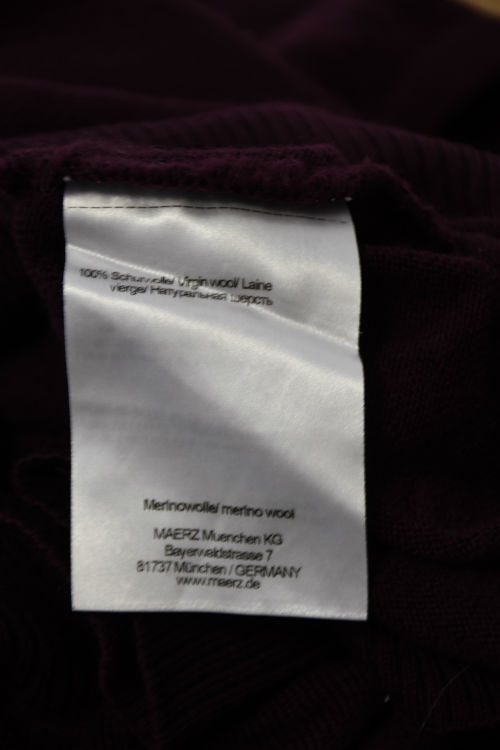 100% Schurwolle/ Virgin wool/ Laine
vierge/ Натуральная шерсть
Merinowolle/ merino wool
MAERZ Muenchen KG
Bayerwaldstrasse 7
81737 München / GERMANY
www.maerz.de